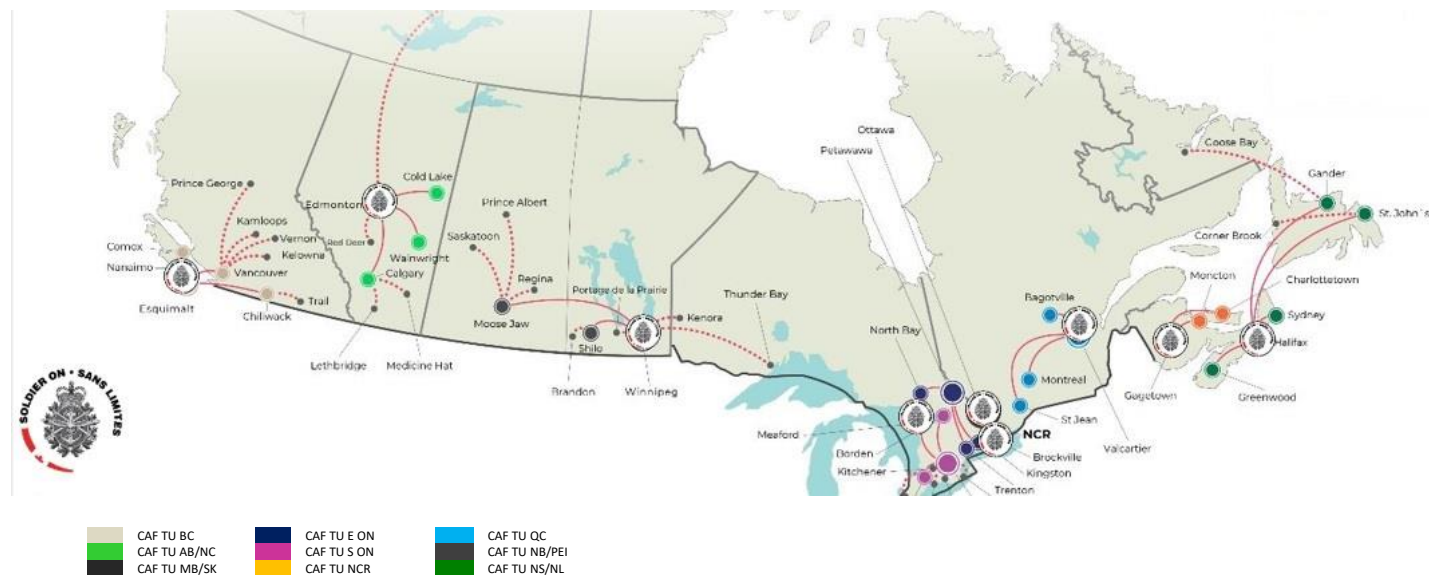 Ottawa
Petawawa
Coose Bay
Gander
St. John`s
Corner Brook
Cold Lake
Prince George
Edmonton
Prince Albert
Kamloops
Vernon
Kelowna
Red Deer
Saskatoon
Wainwright
Comox
Nanaimo
Vancouver
Calgary
Regina
Portage de la Prairie
Thunder Bay
Moncton
Charlottetown
Bagotville
Esquimalt
Trail
Chiliwack
Moose Jaw
Shilo
Kenora
North Bay
Sydney
Halifax
Lethbridge
Medicine Hat
Brandon
Winnipeg
Montreal
Gagetown
Greenwood
St Jean
Valcartier
Meaford
NCR
Borden
Brockville
Kitchener
Kingston
Trenton
SOLDIER ON • SANS LIMITES
CAF TU BC
CAF TU AB/NC
CAF TU MB/SK
CAF TU E ON
CAF TU S ON
CAF TU NCR
CAF TU QC
CAF TU NB/PEI
CAF TU NS/NL